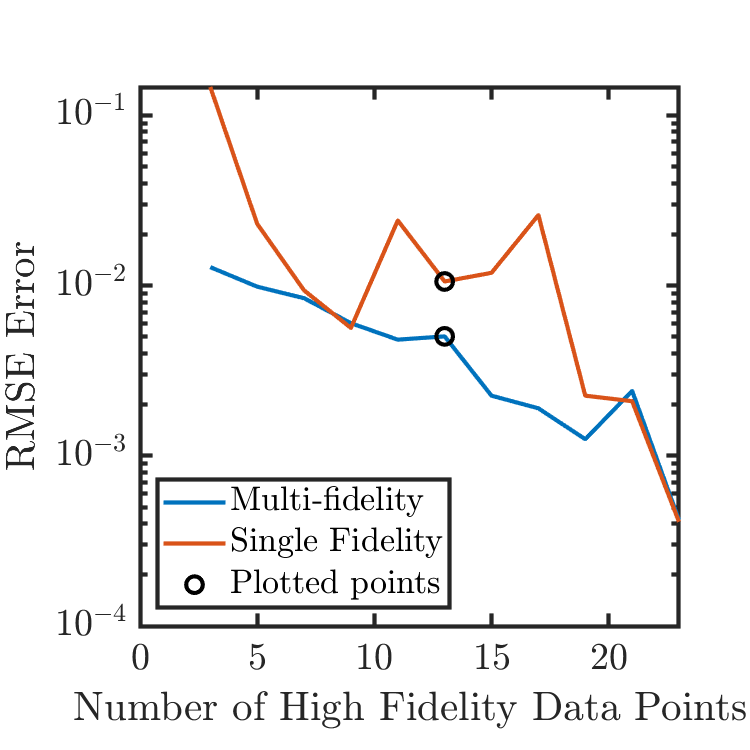 10⁻¹
10⁻²
10⁻³
10⁻⁴
RMSE Error
Multi-fidelity
Single Fidelity
Plotted points
0 5 10 15 20
Number of High Fidelity Data Points